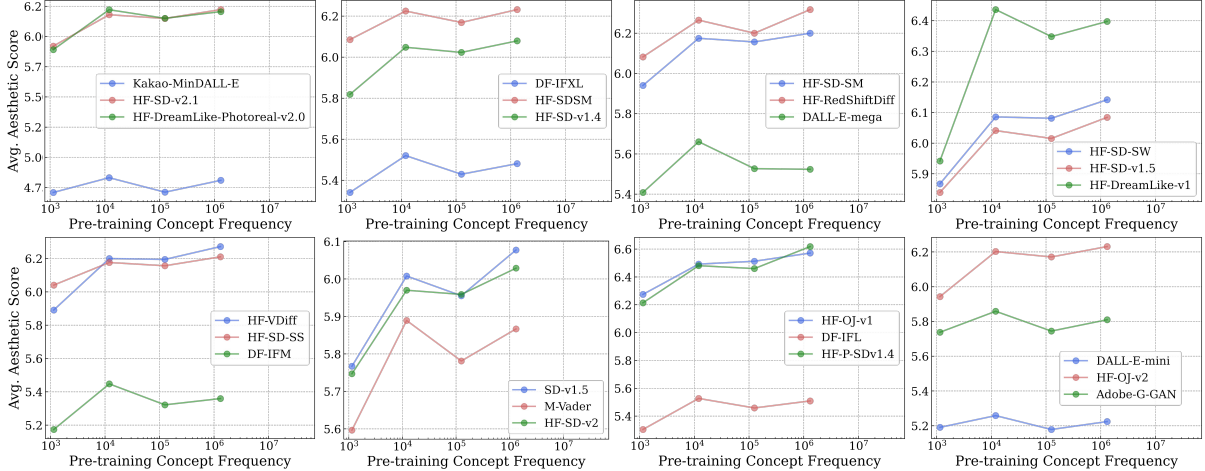 Avg. Aesthetic Score
6.2
6.0
5.7
5.5
5.2
5.0
4.7
Kakao-MinDALL-E
HF-SD-v2.1
HF-DreamLike-Photoreal-v2.0
10³ 10⁴ 10⁵ 10⁶ 10⁷
Pre-training Concept Frequency
6.2
6.0
5.8
5.6
5.4
DF-IFXL
HF-SDSM
HF-SD-v1.4
10³ 10⁴ 10⁵ 10⁶ 10⁷
Pre-training Concept Frequency
6.2
6.0
5.8
5.6
5.4
HF-SD-SM
HF-RedShiftDiff
DALL-E-mega
10³ 10⁴ 10⁵ 10⁶ 10⁷
Pre-training Concept Frequency
6.4
6.3
6.2
6.1
6.0
5.9
HF-SD-SW
HF-SD-v1.5
HF-DreamLike-v1
10³ 10⁴ 10⁵ 10⁶ 10⁷
Pre-training Concept Frequency
Avg. Aesthetic Score
6.2
6.0
5.8
5.6
5.4
5.2
HF-VDiff
HF-SD-SS
DF-IFM
10³ 10⁴ 10⁵ 10⁶ 10⁷
Pre-training Concept Frequency
6.1
6.0
5.9
5.8
5.7
5.6
SD-v1.5
M-Vader
HF-SD-v2
10³ 10⁴ 10⁵ 10⁶ 10⁷
Pre-training Concept Frequency
6.6
6.4
6.2
6.0
5.8
5.6
5.4
HF-OJ-v1
DF-IFL
HF-P-SDv1.4
10³ 10⁴ 10⁵ 10⁶ 10⁷
Pre-training Concept Frequency
6.2
6.0
5.8
5.6
5.4
5.2
DALL-E-mini
HF-OJ-v2
Adobe-G-GAN
10³ 10⁴ 10⁵ 10⁶ 10⁷
Pre-training Concept Frequency